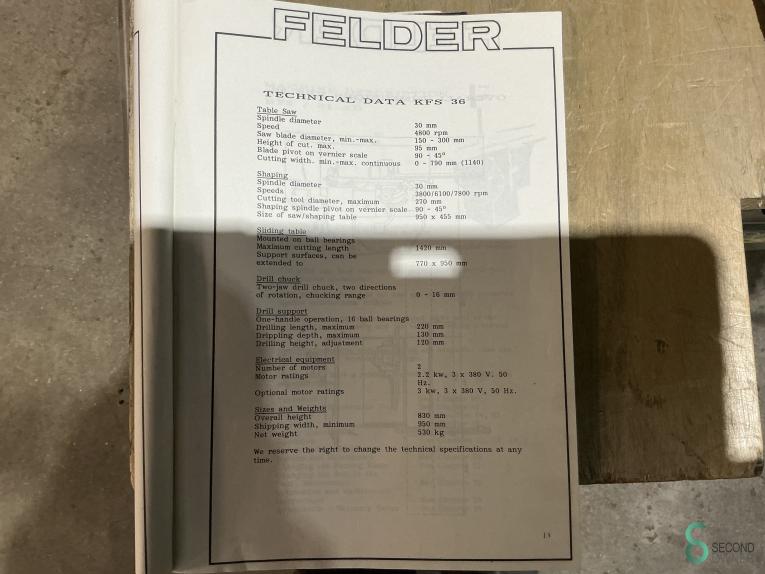 FELDER
TECHNICAL DATA KFS 36
Table Saw
Spindle diameter 30 mm
Speed 4800 rpm
Saw blade diameter, min.-max. 150 - 300 mm
Height of cut. max. 95 mm
Blade pivot on vernier scale 90 - 45°
Cutting width. min.-max. continuous 0 - 790 mm (1140)
Shaping
Spindle diameter 30 mm
Speeds 3800/6100/7800 rpm
Cutting tool diameter, maximum 270 mm
Shaping spindle pivot on vernier scale 90 - 45°
Size of saw/shaping table 950 x 455 mm
Sliding table
Mounted on ball bearings
Maximum cutting length 1420 mm
Support surfaces, can be
extended to 770 x 950 mm
Drill chuck
Two-jaw drill chuck, two directions
of rotation, chucking range 0 - 16 mm
Drill support
One-handle operation, 16 ball bearings
Drilling length, maximum 220 mm
Drippling depth, maximum 130 mm
Drilling height, adjustment 120 mm
Electrical equipment
Number of motors 2
Motor ratings 2.2 kw, 3 x 380 V. 50
Hz.
Optional motor ratings 3 kw, 3 x 380 V, 50 Hz.
Sizes and Weights
Overall height 830 mm
Shipping width, minimum 950 mm
Net weight 530 kg
We reserve the right to change the technical specifications at any
time.
13
SECOND